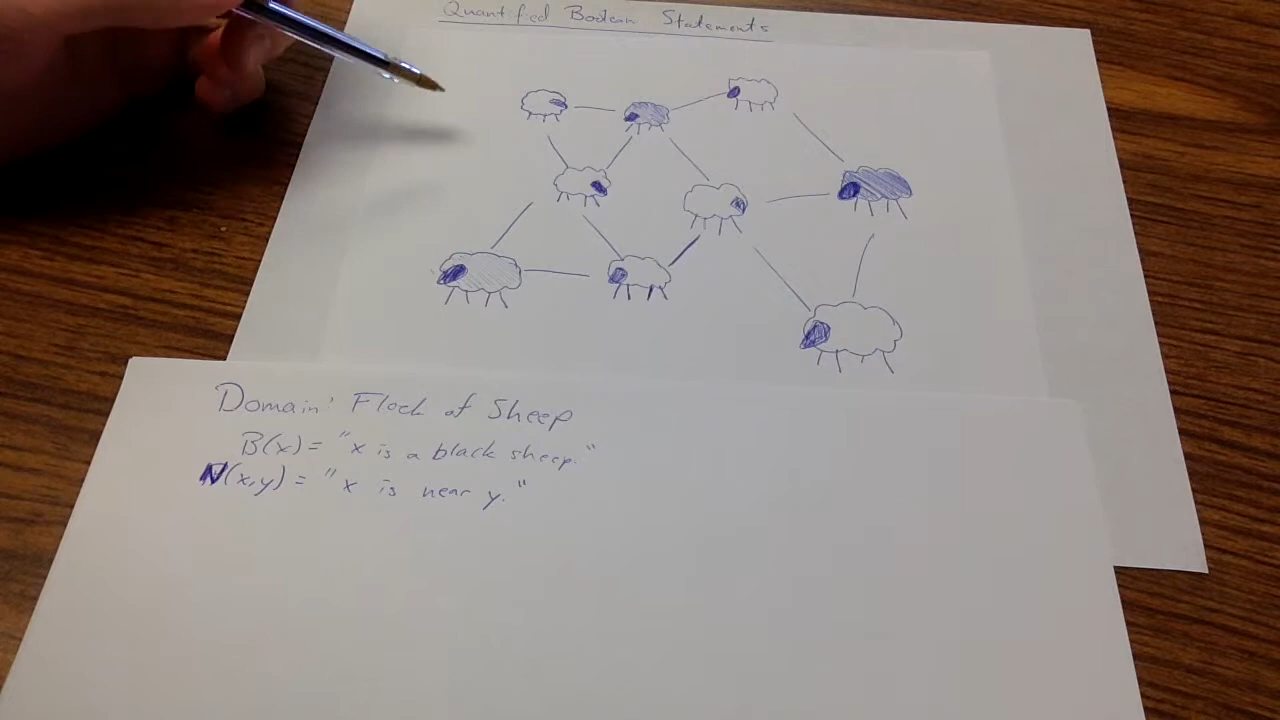 Quantified Boolean Statements
Domain: Flock of Sheep
B(x) = "x is a black sheep."
N(x,y) = "x is near y."